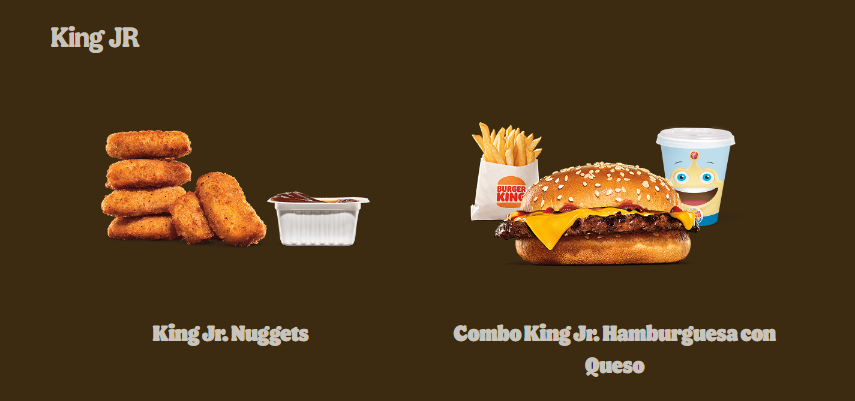 King JR
BURGER
KING
King Jr. Nuggets
Combo King Jr. Hamburguesa con
Queso